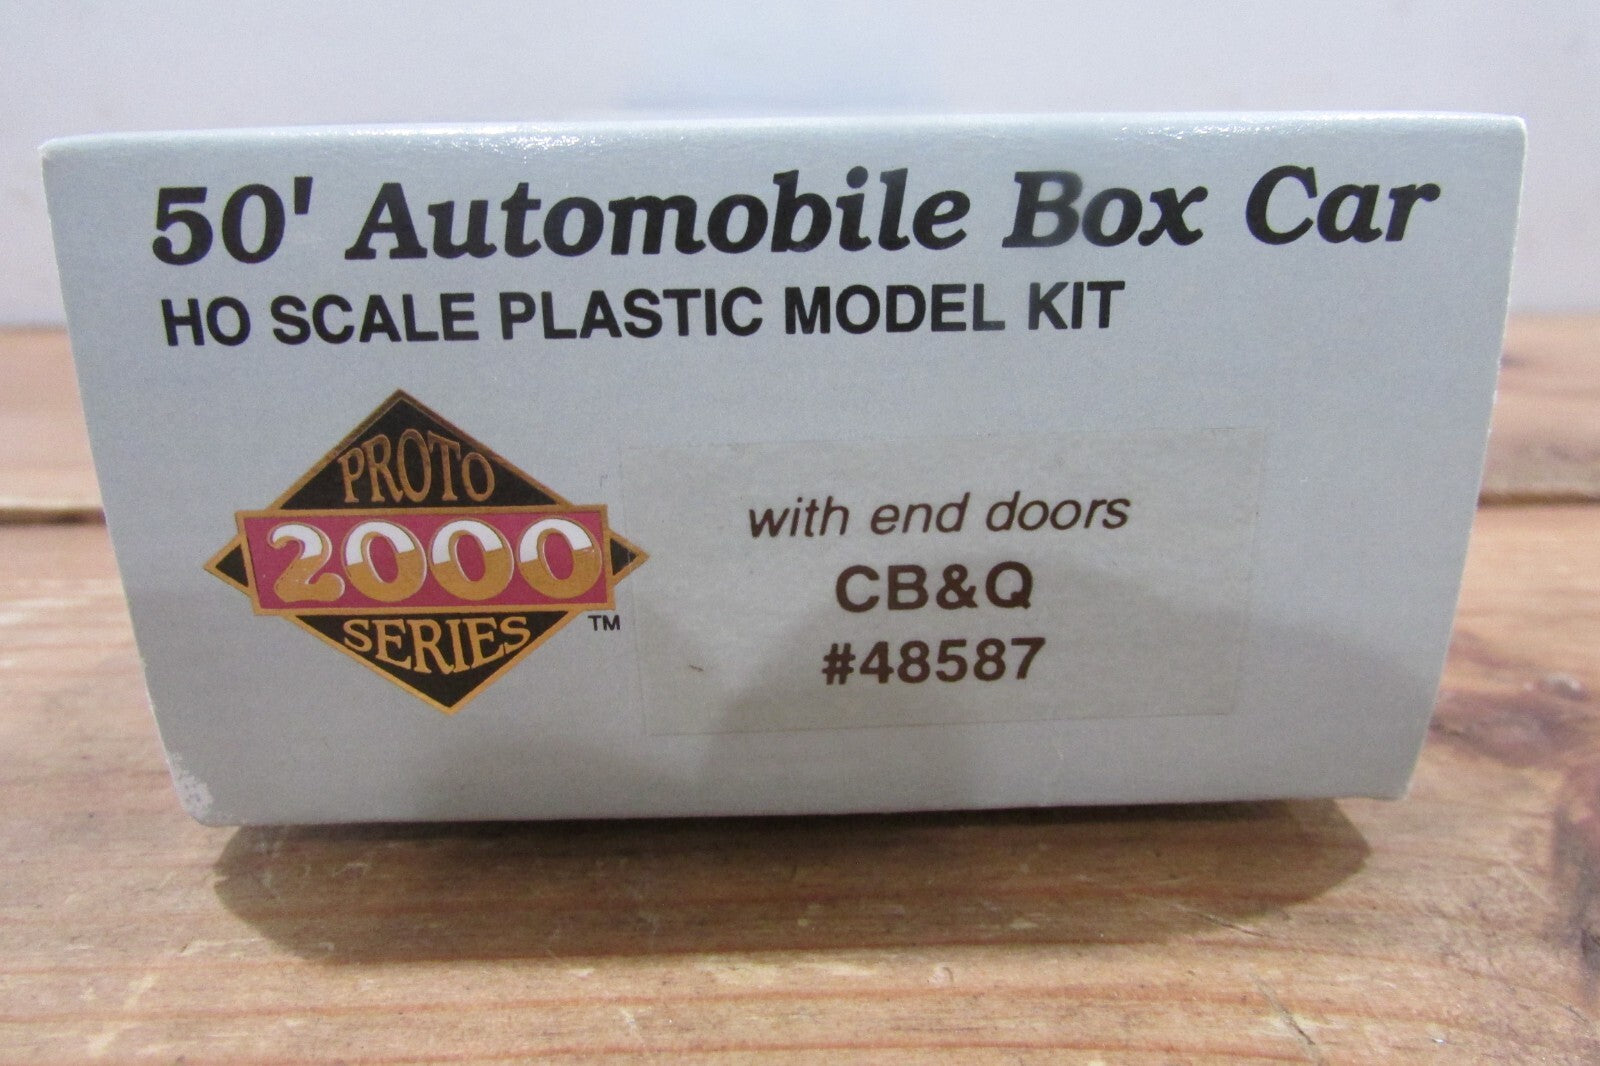 50' Automobile Box Car
HO SCALE PLASTIC MODEL KIT
PROTO
2000
SERIES
TM
with end doors
CB&Q
#48587